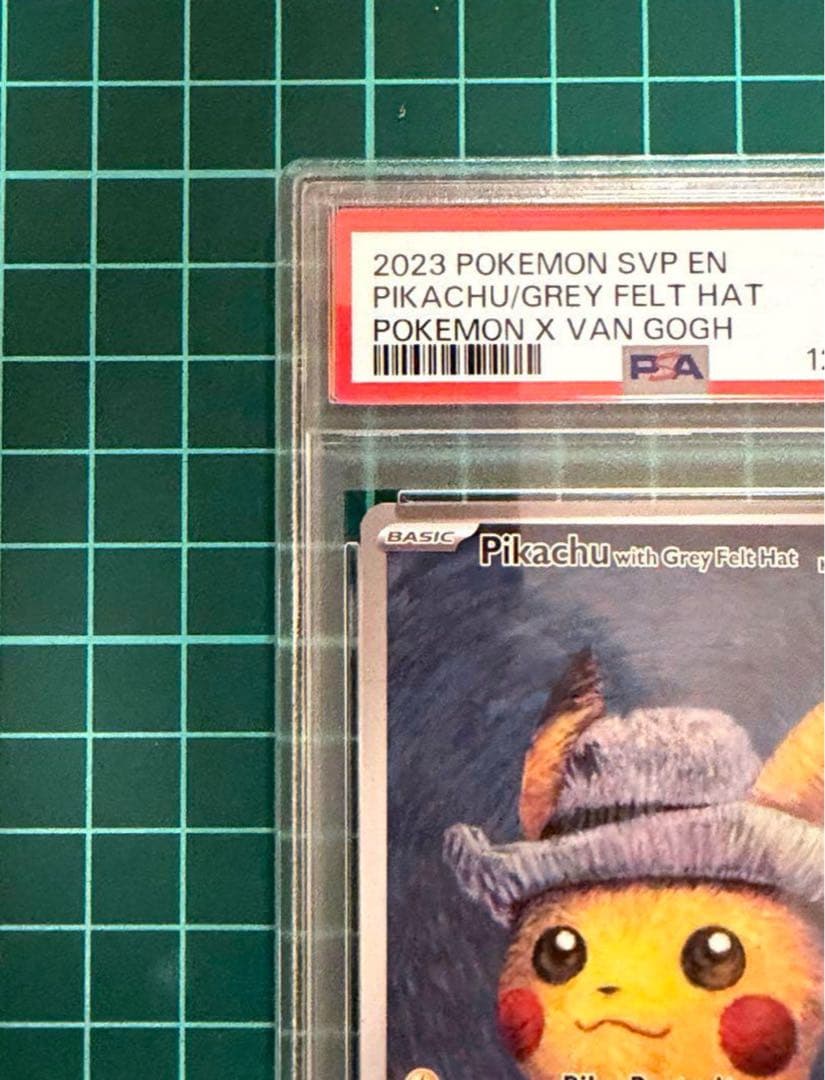 2023 POKEMON SVP EN
PIKACHU/GREY FELT HAT
POKEMON X VAN GOGH
PSA
BASIC
Pikachu with Grey Felt Hat